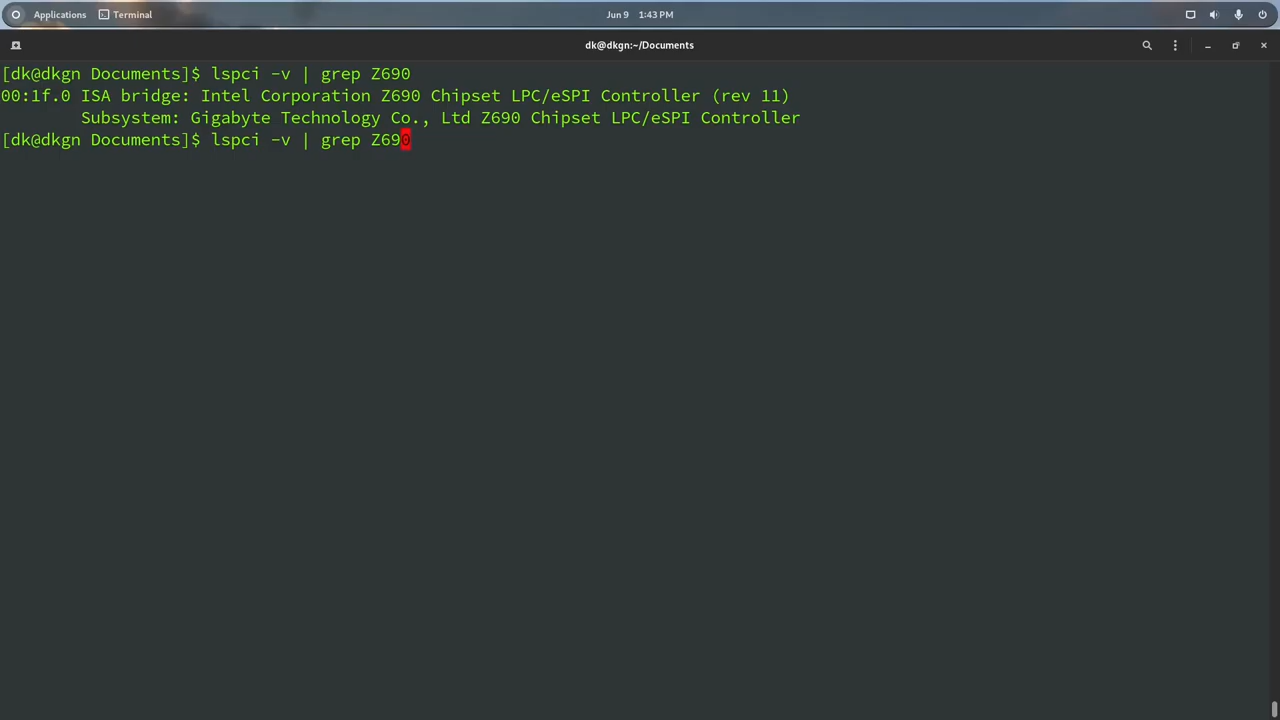 Applications Terminal Jun 9 1:43 PM
dk@dkgn:~/Documents
[dk@dkgn Documents]$ lspci -v | grep Z690
00:1f.0 ISA bridge: Intel Corporation Z690 Chipset LPC/eSPI Controller (rev 11)
Subsystem: Gigabyte Technology Co., Ltd Z690 Chipset LPC/eSPI Controller
[dk@dkgn Documents]$ lspci -v | grep Z690